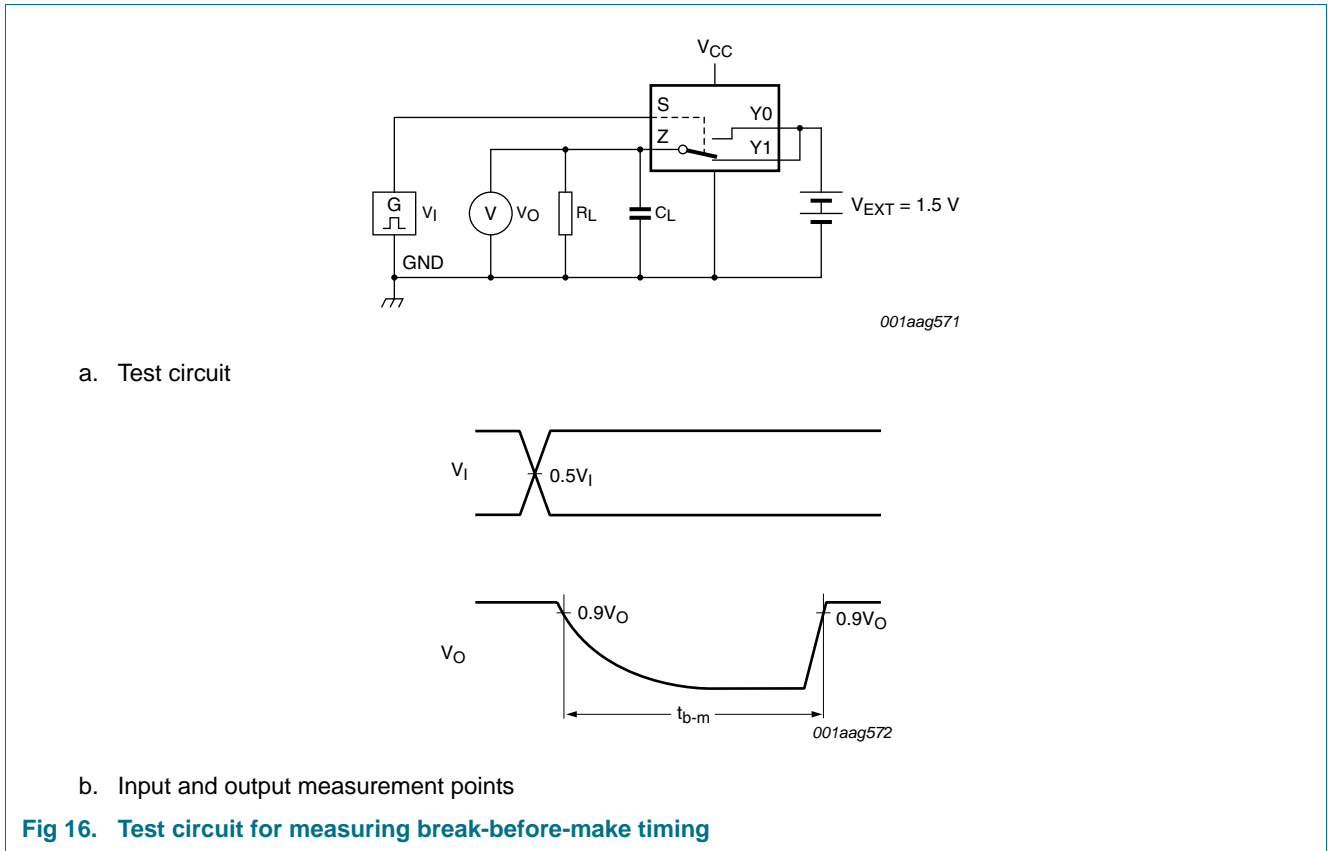 VCC
S
Y0
Z
Y1
G
VI
V
VO
RL
CL
VEXT = 1.5 V
GND
001aag571
a. Test circuit
VI
0.5VI
0.9VO
0.9VO
VO
tb-m
001aag572
b. Input and output measurement points
Fig 16. Test circuit for measuring break-before-make timing